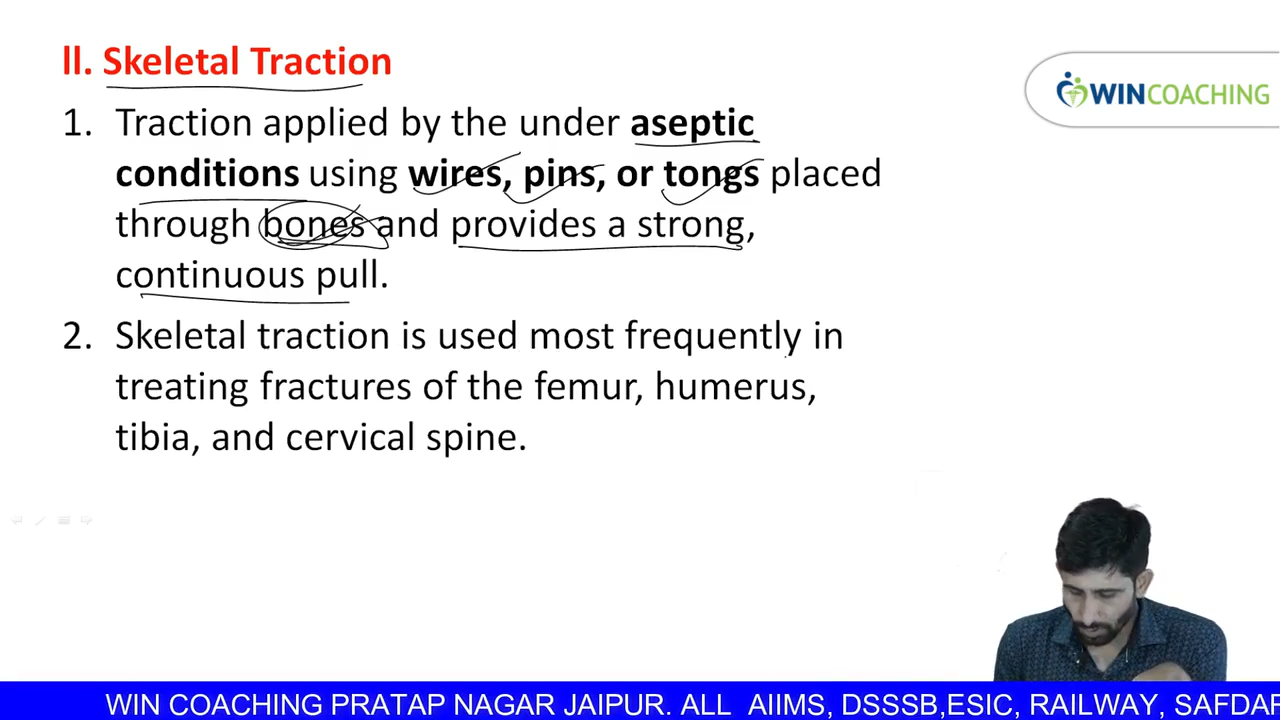 II. Skeletal Traction
WINCOACHING
1. Traction applied by the under aseptic
conditions using wires, pins, or tongs placed
through bones and provides a strong,
continuous pull.
2. Skeletal traction is used most frequently in
treating fractures of the femur, humerus,
tibia, and cervical spine.
WIN COACHING PRATAP NAGAR JAIPUR. ALL AIIMS, DSSSB,ESIC, RAILWAY, SAFDAR